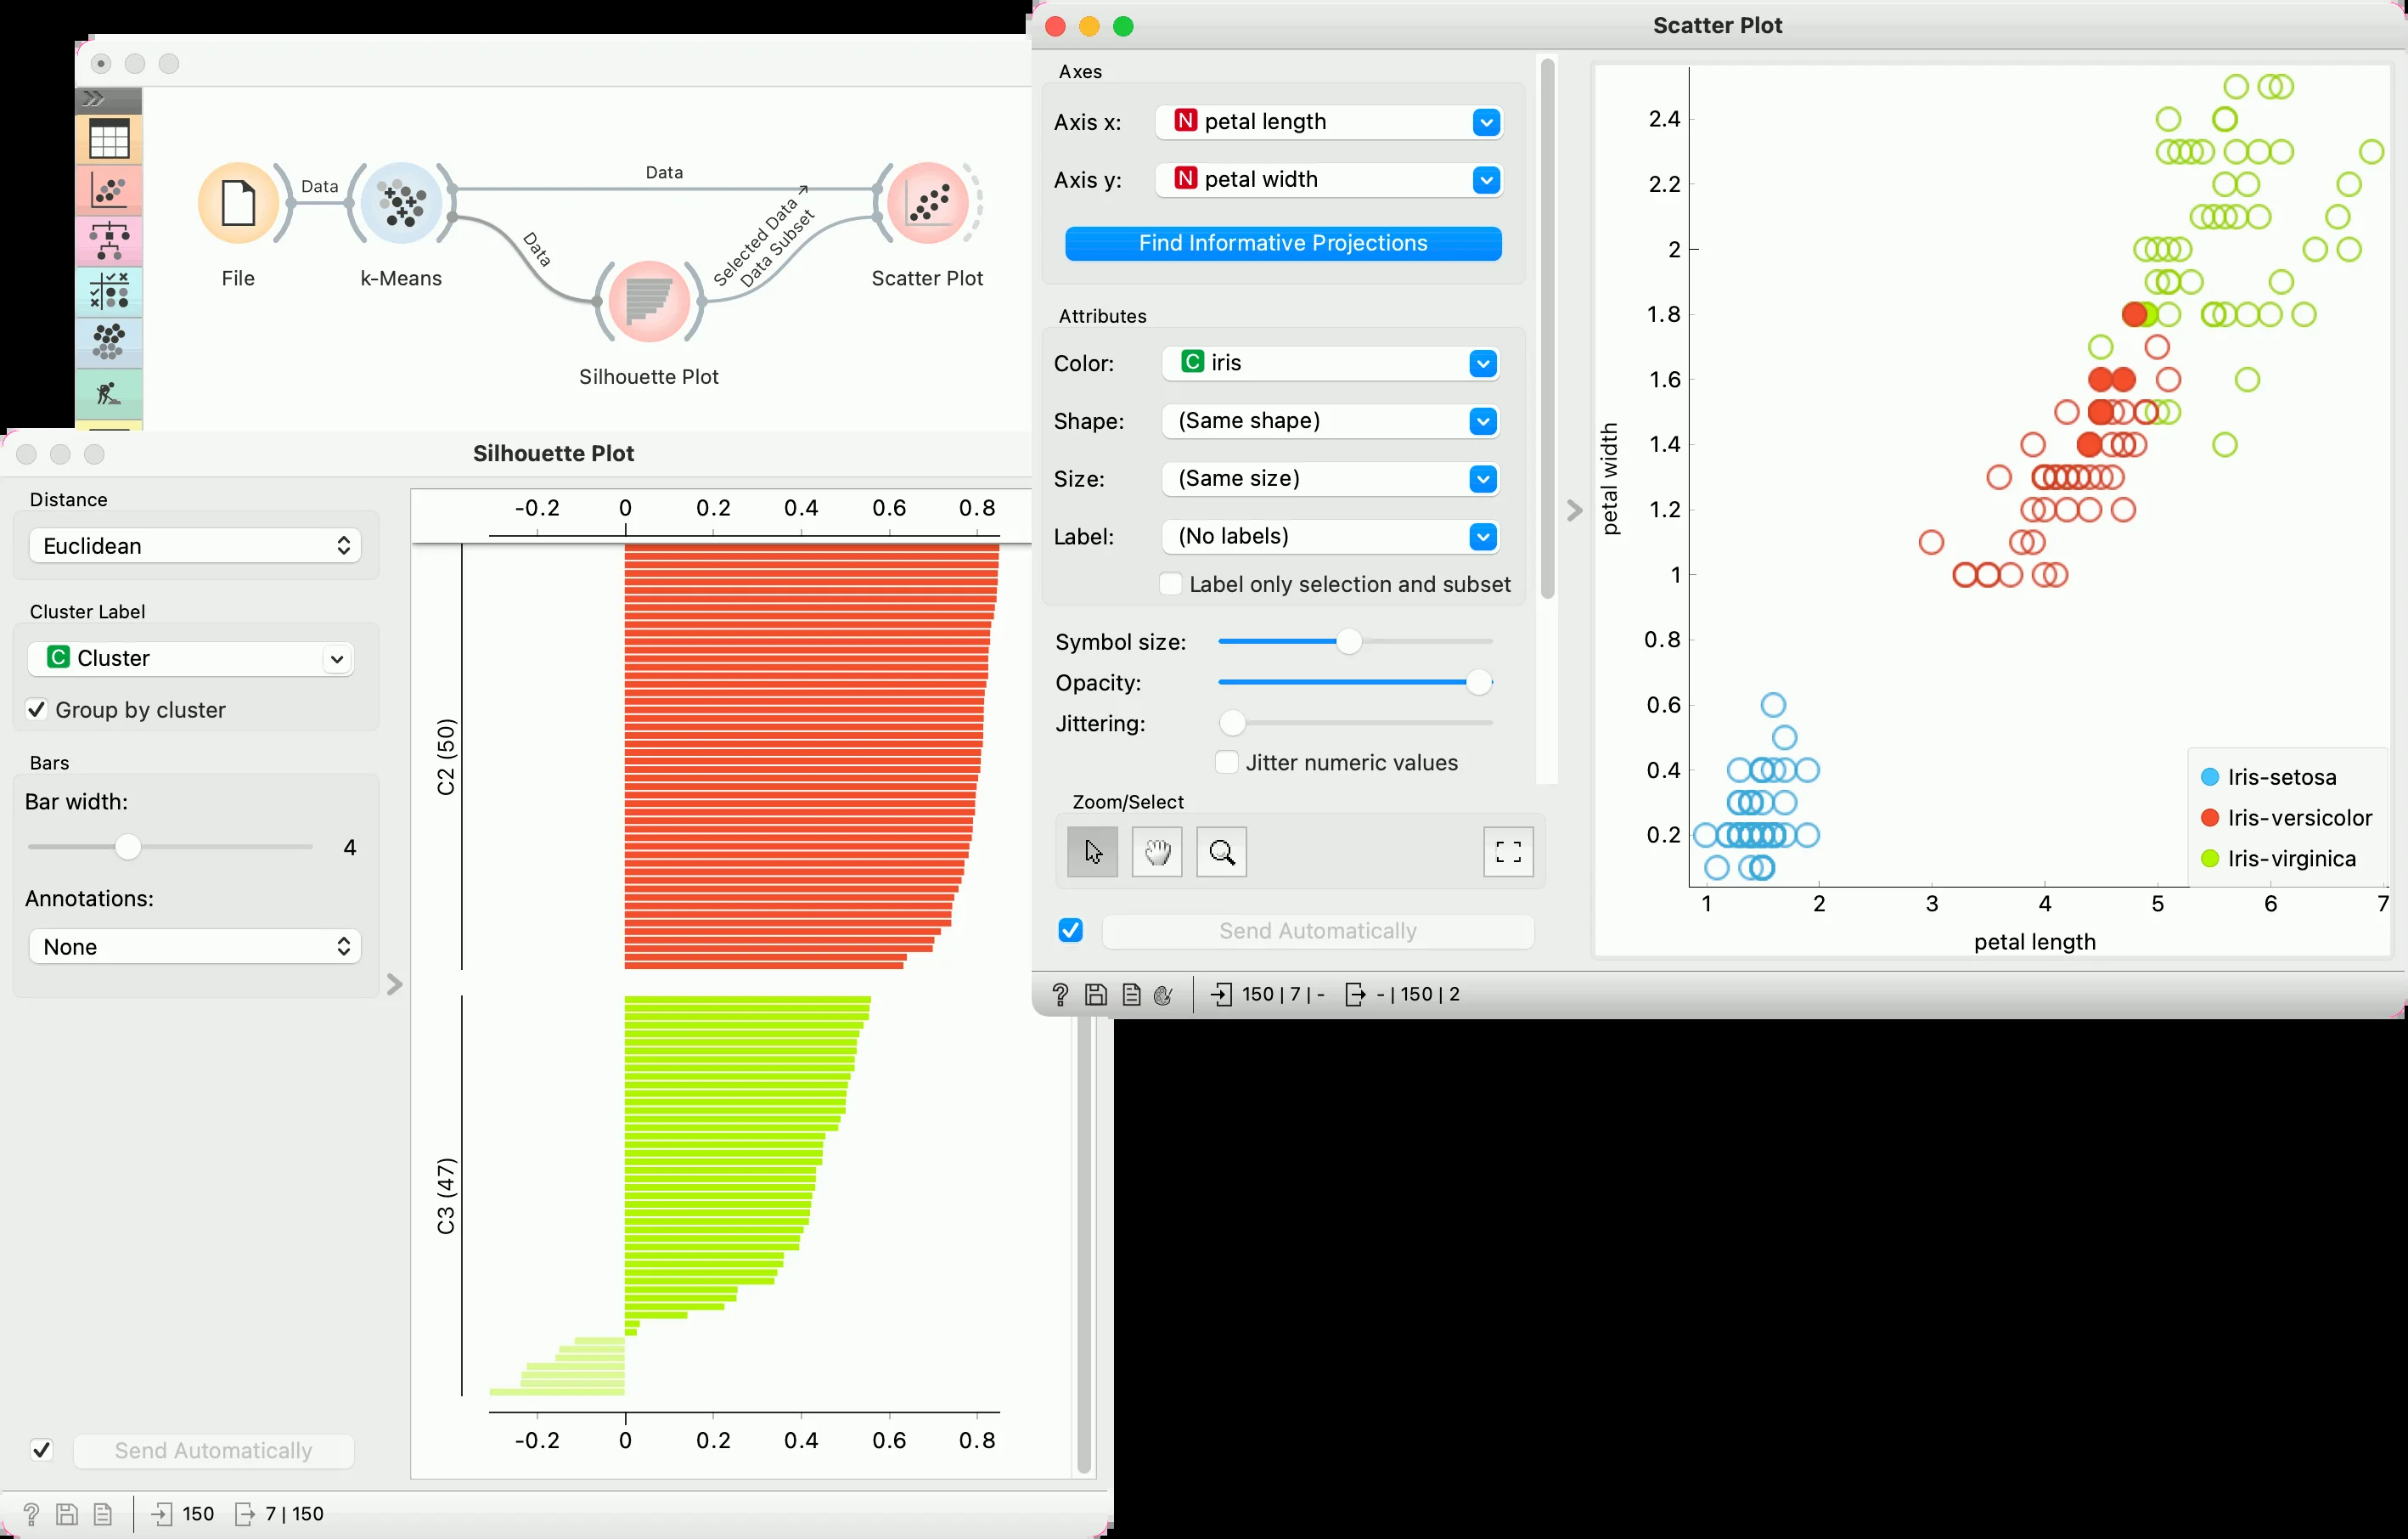 Data
Data
Data
Selected Data
Data Subset
File
k-Means
Silhouette Plot
Scatter Plot
Silhouette Plot
Distance
Euclidean
Cluster Label
C Cluster
Group by cluster
Bars
Bar width:
4
Annotations:
None
Send Automatically
150
7 | 150
-0.2 0 0.2 0.4 0.6 0.8
C2 (50)
C3 (47)
-0.2 0 0.2 0.4 0.6 0.8
Scatter Plot
Axes
Axis x: N petal length
Axis y: N petal width
Find Informative Projections
Attributes
Color: C iris
Shape: (Same shape)
Size: (Same size)
Label: (No labels)
Label only selection and subset
Symbol size:
Opacity:
Jittering:
Jitter numeric values
Zoom/Select
Send Automatically
? 150 | 7 | - - | 150 | 2
petal width
2.4
2.2
2
1.8
1.6
1.4
1.2
1
0.8
0.6
0.4
0.2
1 2 3 4 5 6 7
petal length
Iris-setosa
Iris-versicolor
Iris-virginica